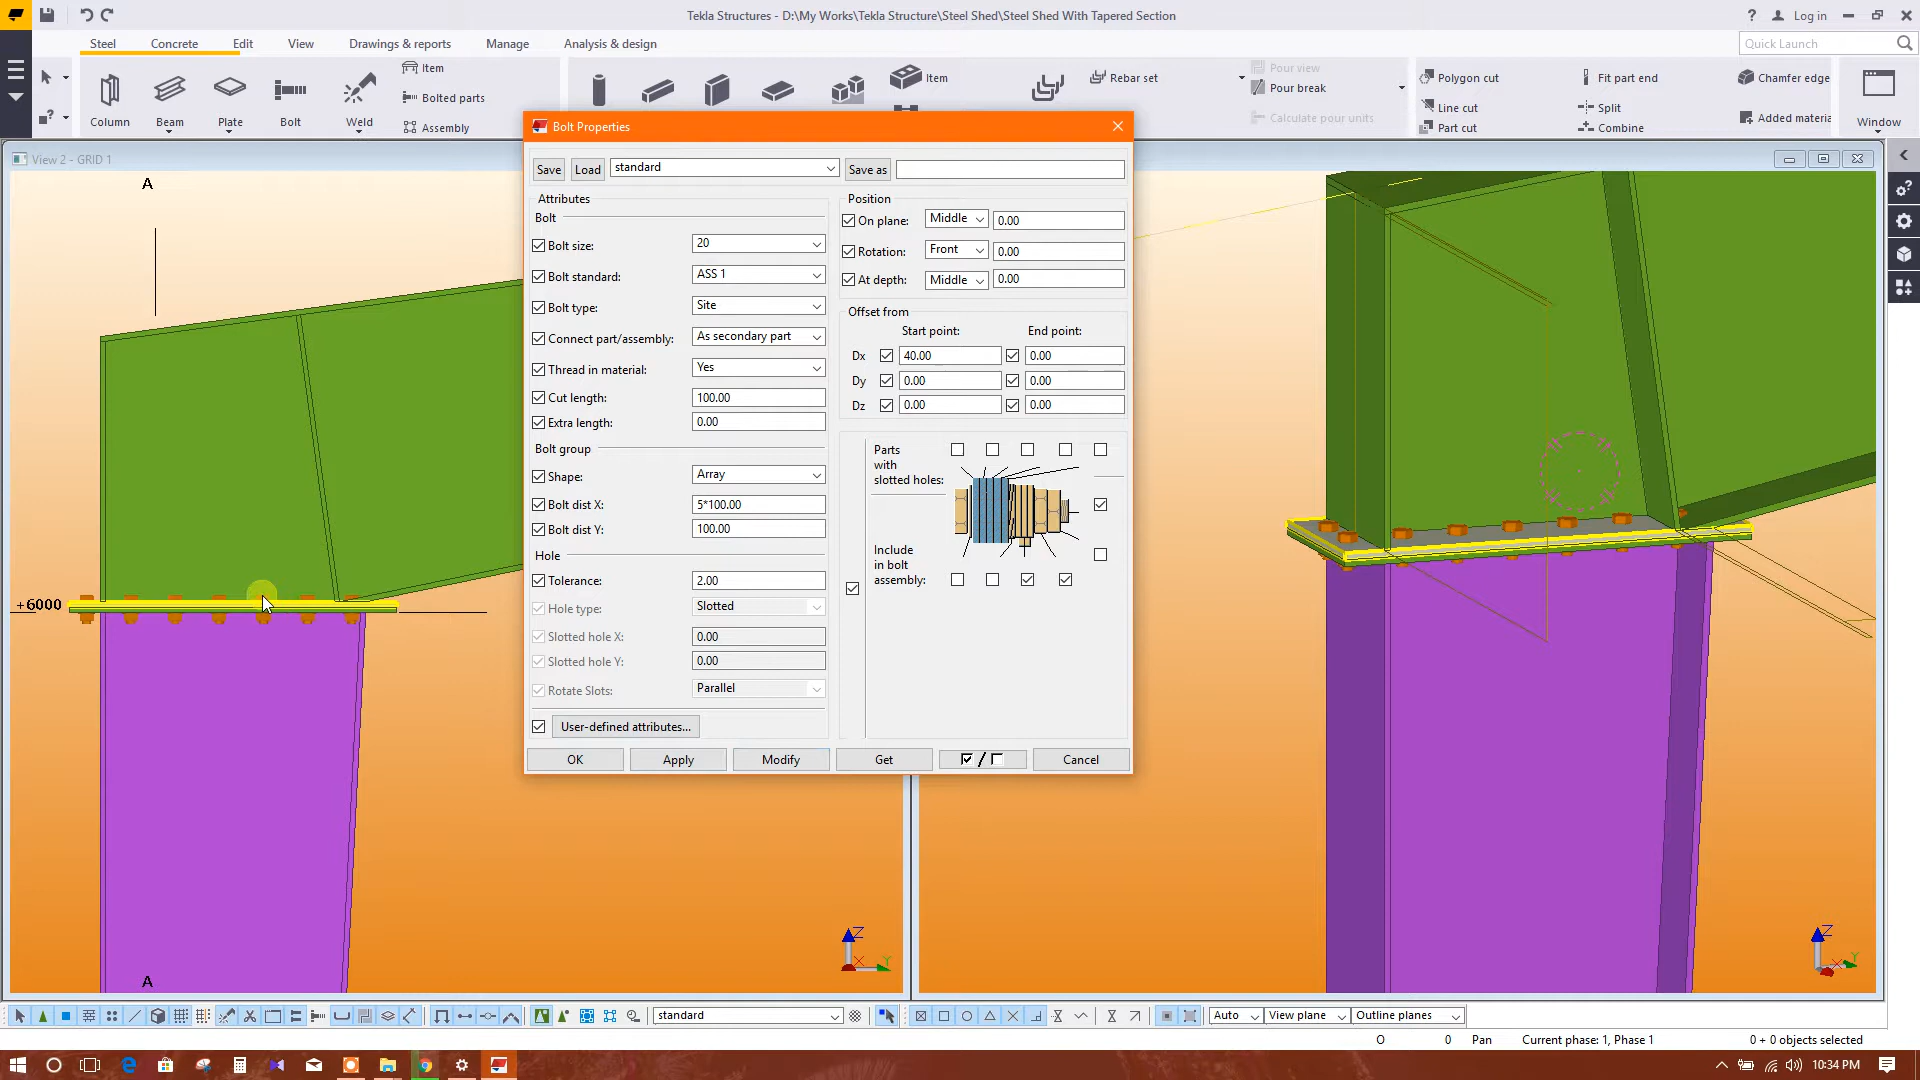 Tekla Structures - D:\My Works\Tekla Structure\Steel Shed\Steel Shed With Tapered Section
? Log in
Steel Concrete Edit View Drawings & reports Manage Analysis & design
Quick Launch
Item
Bolted parts
Assembly
Column Beam Plate Bolt Weld
Item
Rebar set
Pour view
Pour break
Calculate pour units
Polygon cut
Line cut
Part cut
Fit part end
Split
Combine
Chamfer edge
Added materia
Window
View 2 - GRID 1
A
+6000
A
Z
X
Y
Z
X
Y
Bolt Properties
Save Load standard Save as
Attributes
Bolt
Bolt size: 20
Bolt standard: ASS 1
Bolt type: Site
Connect part/assembly: As secondary part
Thread in material: Yes
Cut length: 100.00
Extra length: 0.00
Bolt group
Shape: Array
Bolt dist X: 5*100.00
Bolt dist Y: 100.00
Hole
Tolerance: 2.00
Hole type: Slotted
Slotted hole X: 0.00
Slotted hole Y: 0.00
Rotate Slots: Parallel
User-defined attributes...
Position
On plane: Middle 0.00
Rotation: Front 0.00
At depth: Middle 0.00
Offset from
Start point: End point:
Dx 40.00 0.00
Dy 0.00 0.00
Dz 0.00 0.00
Parts
with
slotted holes:
Include
in bolt
assembly:
OK Apply Modify Get / Cancel
standard
Auto View plane Outline planes
O 0 Pan Current phase: 1, Phase 1 0 + 0 objects selected
10:34 PM